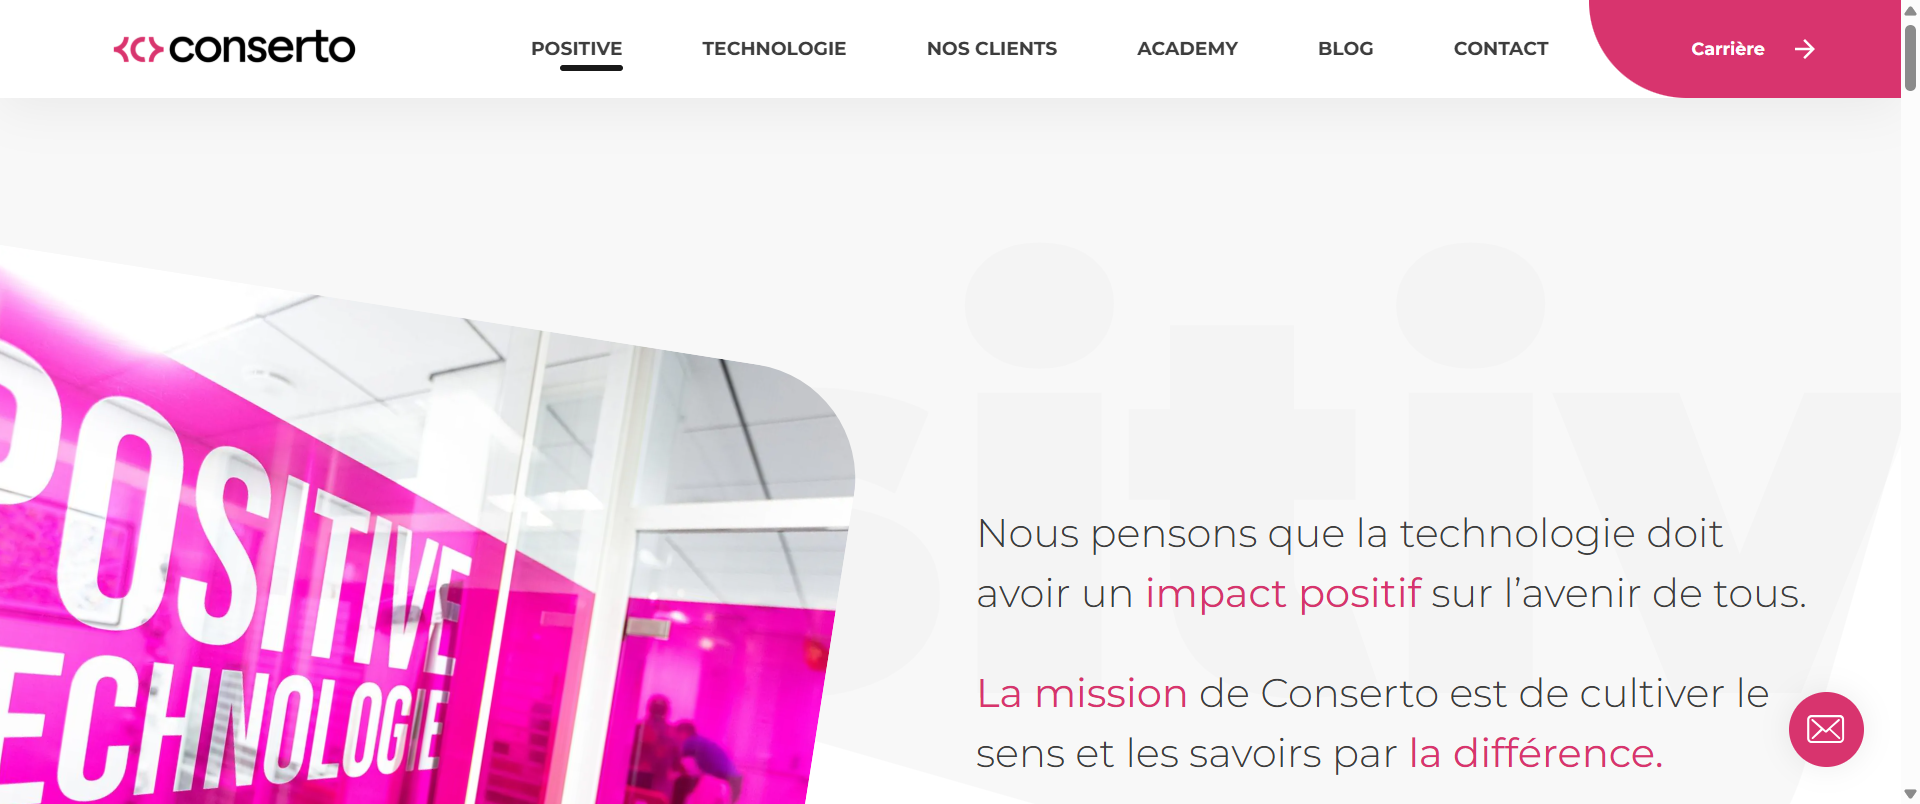 conserto
POSITIVE
TECHNOLOGIE
NOS CLIENTS
ACADEMY
BLOG
CONTACT
Carrière
sitiv
POSITIVE
TECHNOLOGIE
Nous pensons que la technologie doit
avoir un impact positif sur l’avenir de tous.
La mission de Conserto est de cultiver le
sens et les savoirs par la différence.